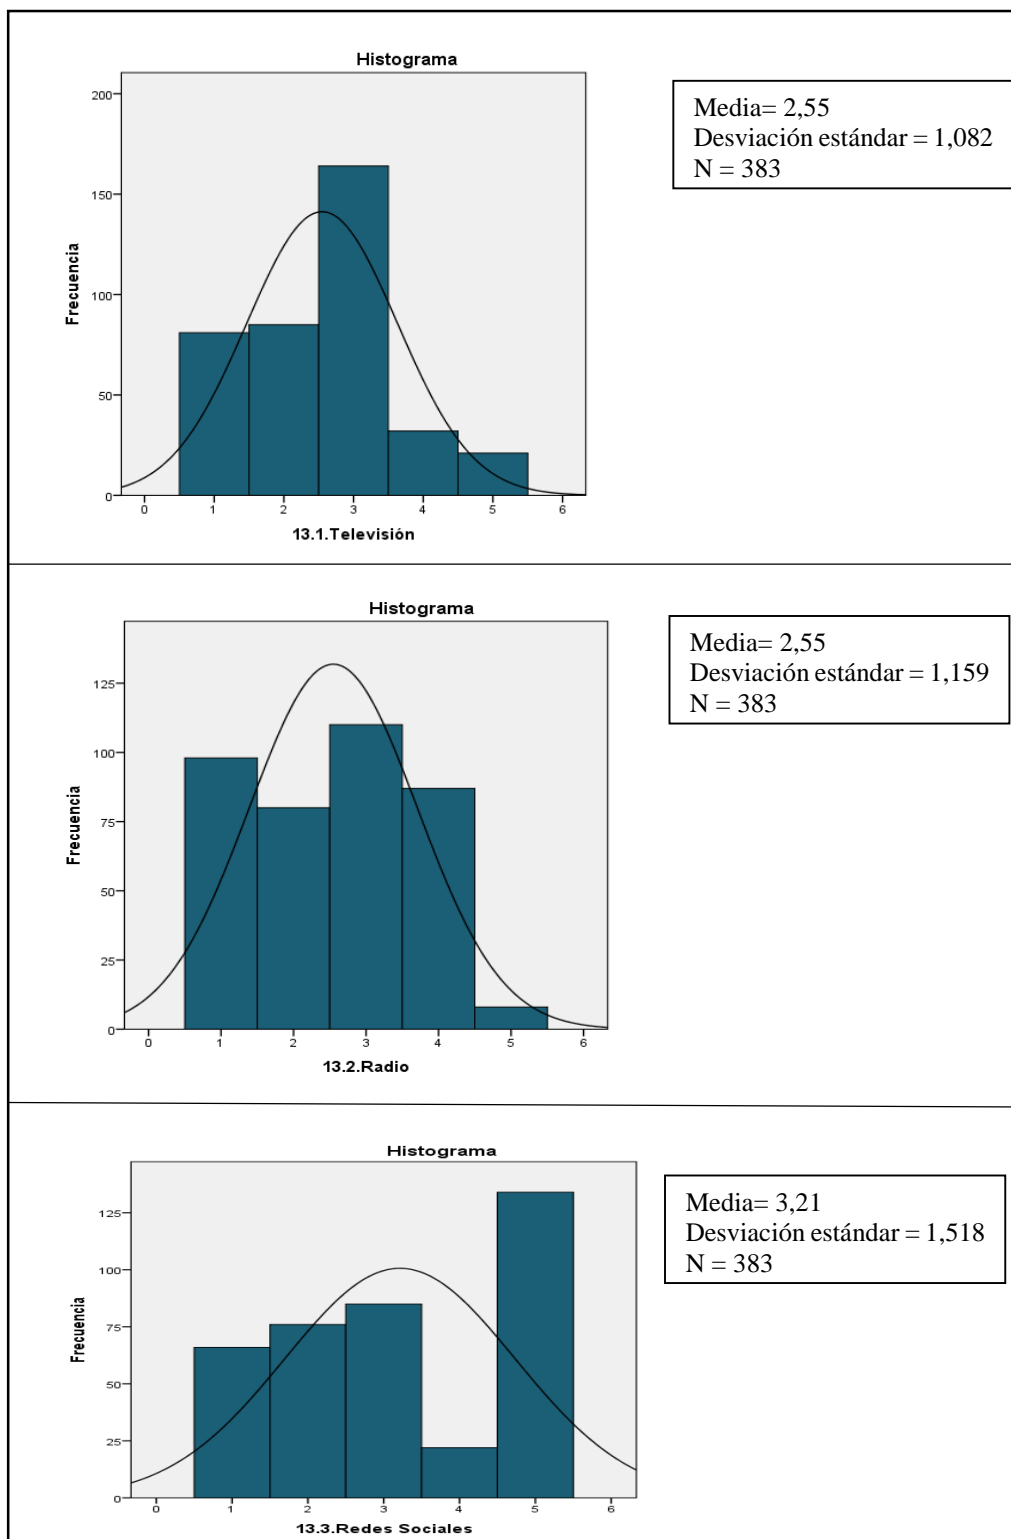 Histograma
Media= 2,55
Desviación estándar = 1,082
N = 383
200
150
100
50
0
Frecuencia
0 1 2 3 4 5 6
13.1.Televisión
Histograma
Media= 2,55
Desviación estándar = 1,159
N = 383
125
100
75
50
25
0
Frecuencia
0 1 2 3 4 5 6
13.2.Radio
Histograma
Media= 3,21
Desviación estándar = 1,518
N = 383
125
100
75
50
25
0
Frecuencia
0 1 2 3 4 5 6
13.3.Redes Sociales